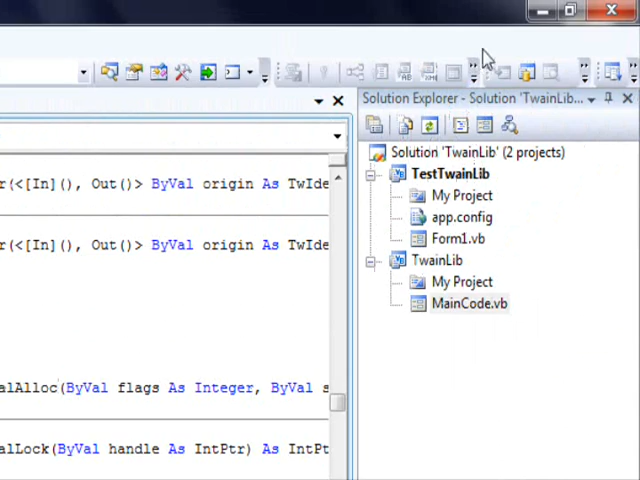 Solution Explorer - Solution 'TwainLib...
Solution 'TwainLib' (2 projects)
TestTwainLib
My Project
app.config
Form1.vb
TwainLib
My Project
MainCode.vb
r(<[In](), Out()> ByVal origin As TwIde
r(<[In](), Out()> ByVal origin As TwIde
alAlloc(ByVal flags As Integer, ByVal s
alLock(ByVal handle As IntPtr) As IntPt